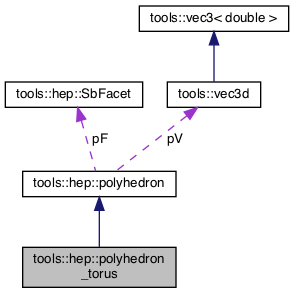 tools::vec3< double >
tools::hep::SbFacet
tools::vec3d
pF
pV
tools::hep::polyhedron
tools::hep::polyhedron
_torus